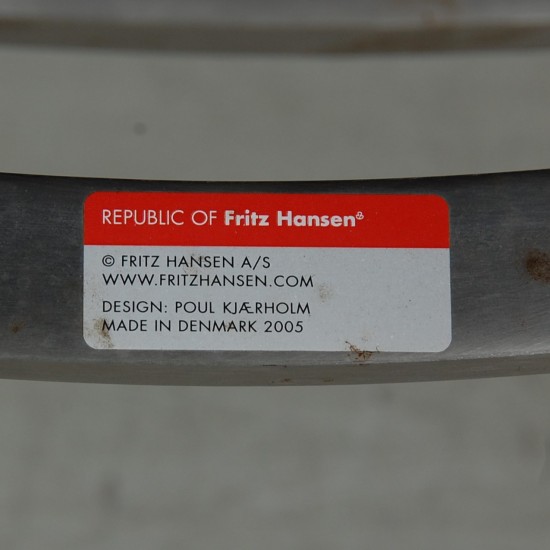 REPUBLIC OF Fritz Hansen
© FRITZ HANSEN A/S
WWW.FRITZHANSEN.COM
DESIGN: POUL KJÆRHOLM
MADE IN DENMARK 2005